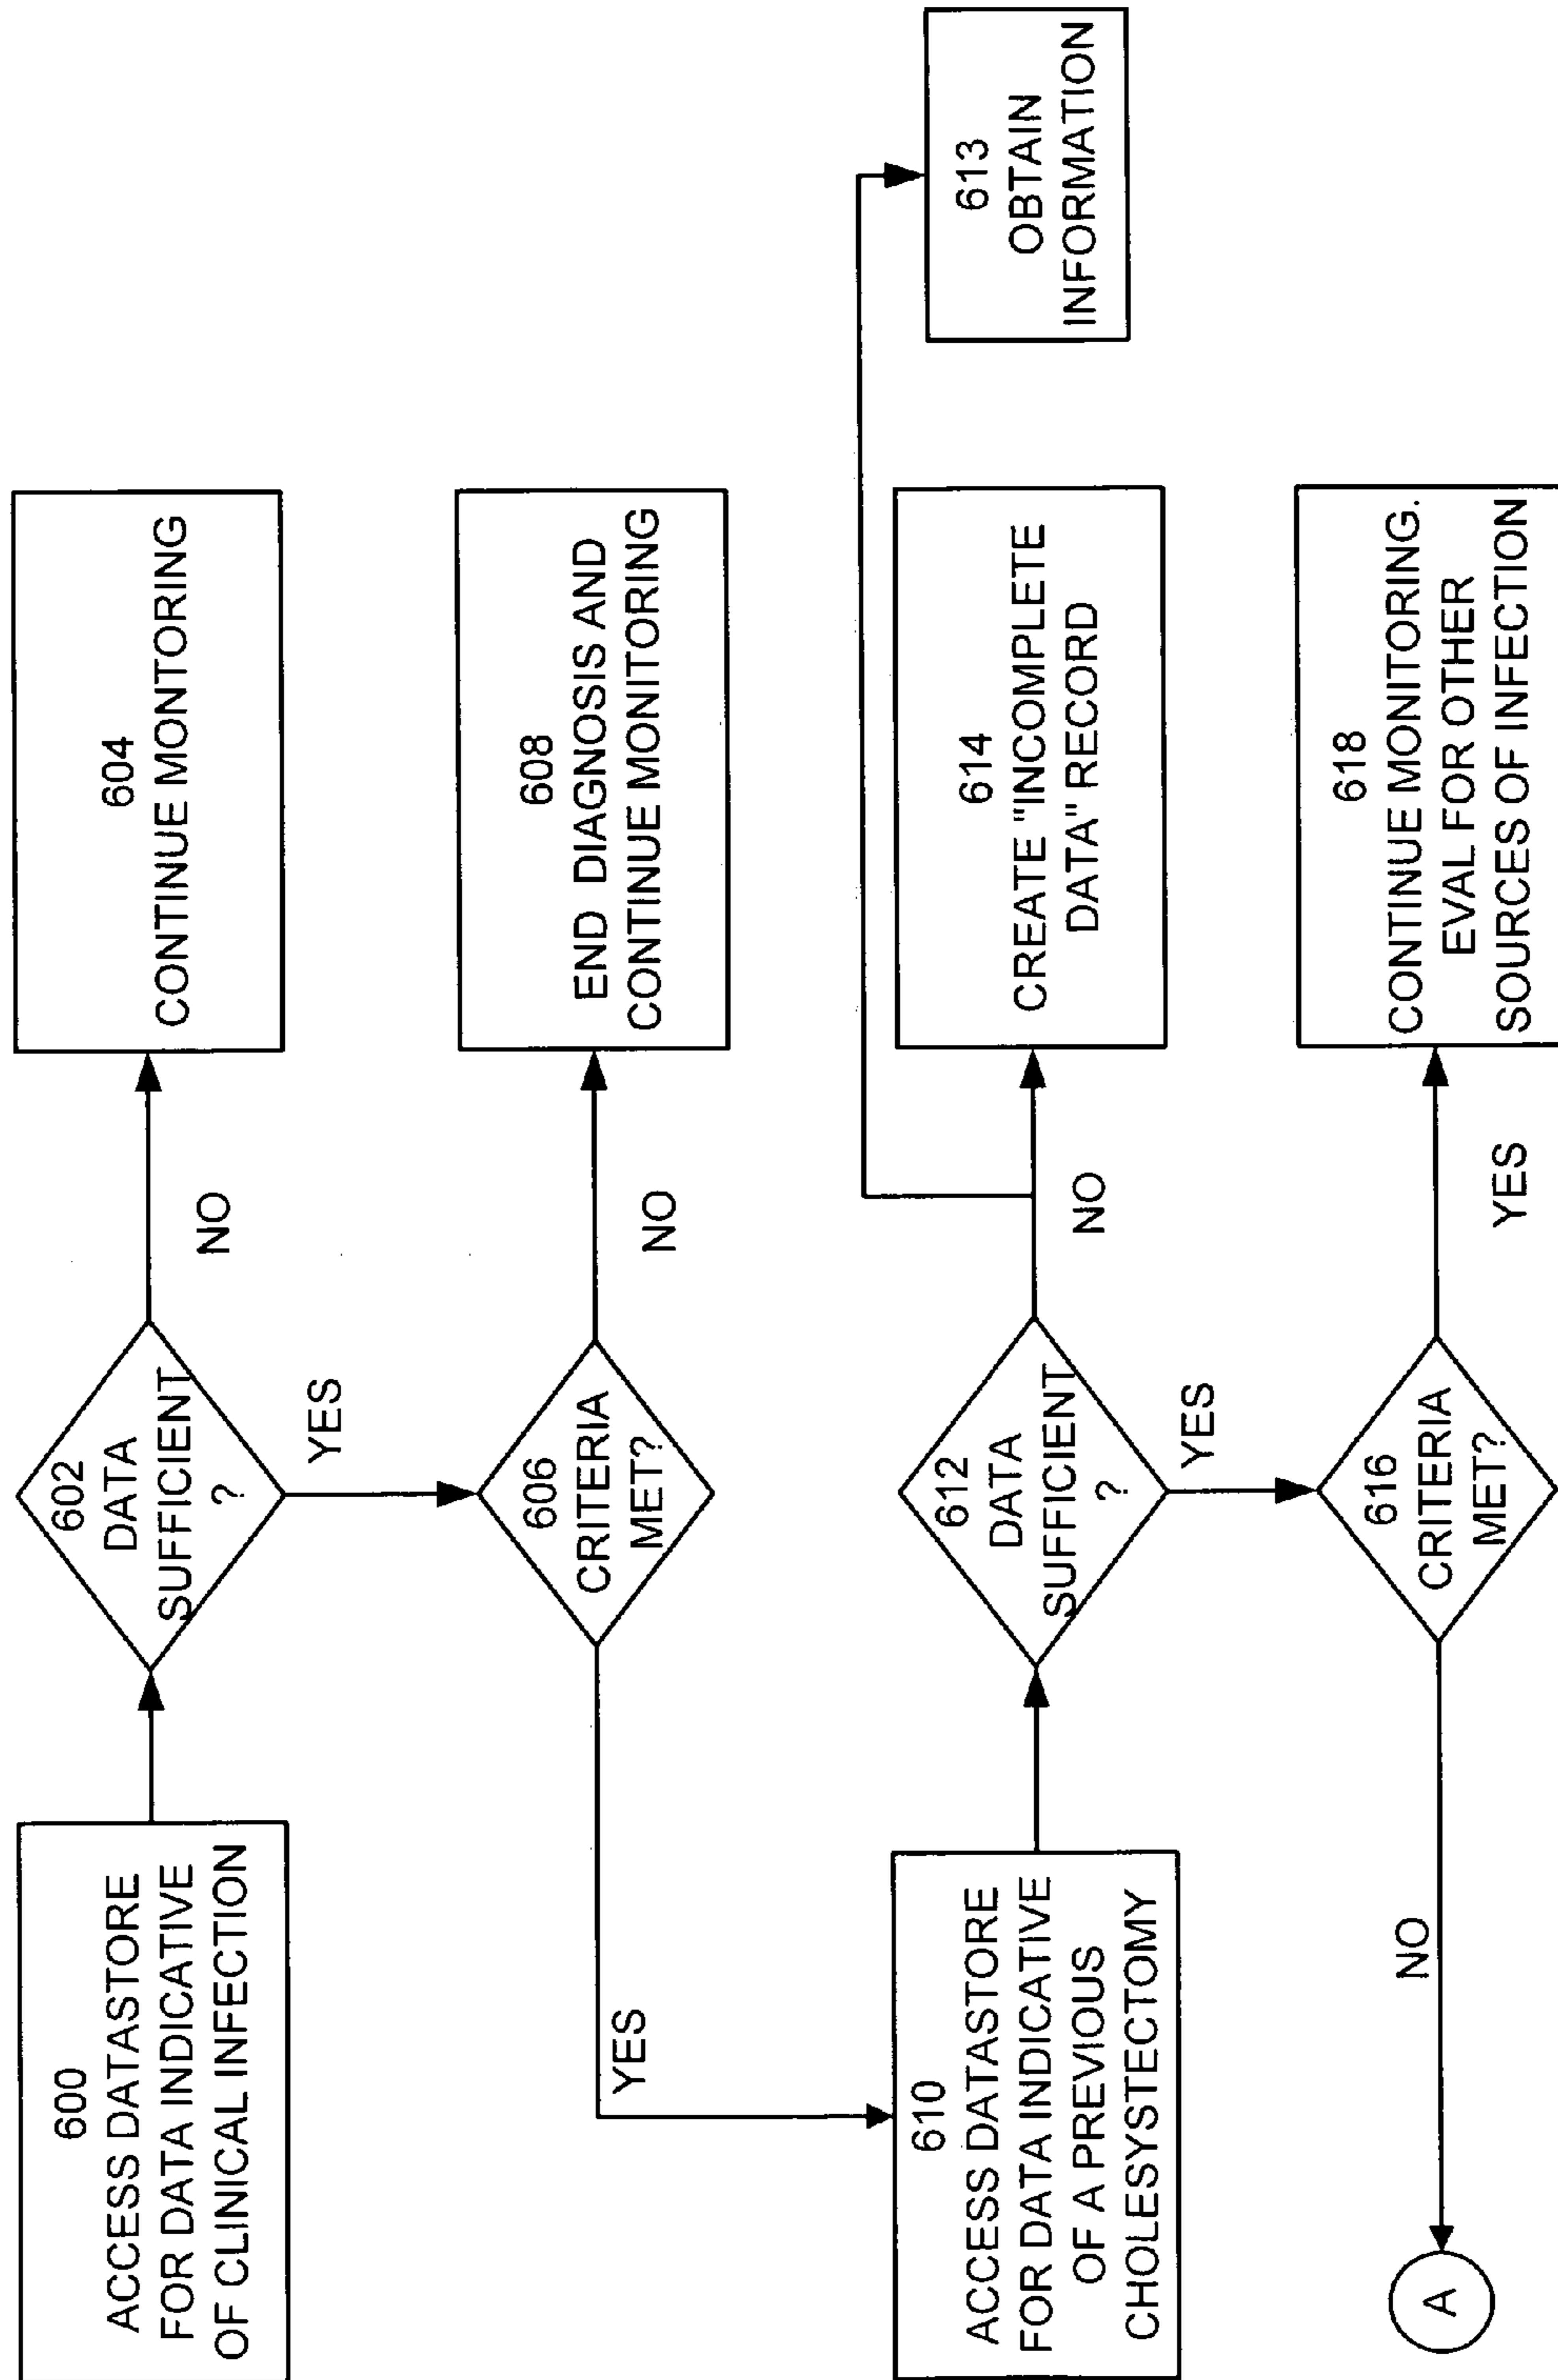 600
ACCESS DATASTORE
FOR DATA INDICATIVE
OF CLINICAL INFECTION
602
DATA
SUFFICIENT
?
NO
604
CONTINUE MONTORING
YES
606
CRITERIA
MET?
NO
608
END DIAGNOSIS AND
CONTINUE MONITORING
YES
610
ACCESS DATASTORE
FOR DATA INDICATIVE
OF A PREVIOUS
CHOLESYSTECTOMY
612
DATA
SUFFICIENT
?
NO
614
CREATE "INCOMPLETE
DATA" RECORD
613
OBTAIN
INFORMATION
YES
616
CRITERIA
MET?
YES
618
CONTINUE MONITORING.
EVAL FOR OTHER
SOURCES OF INFECTION
NO
A